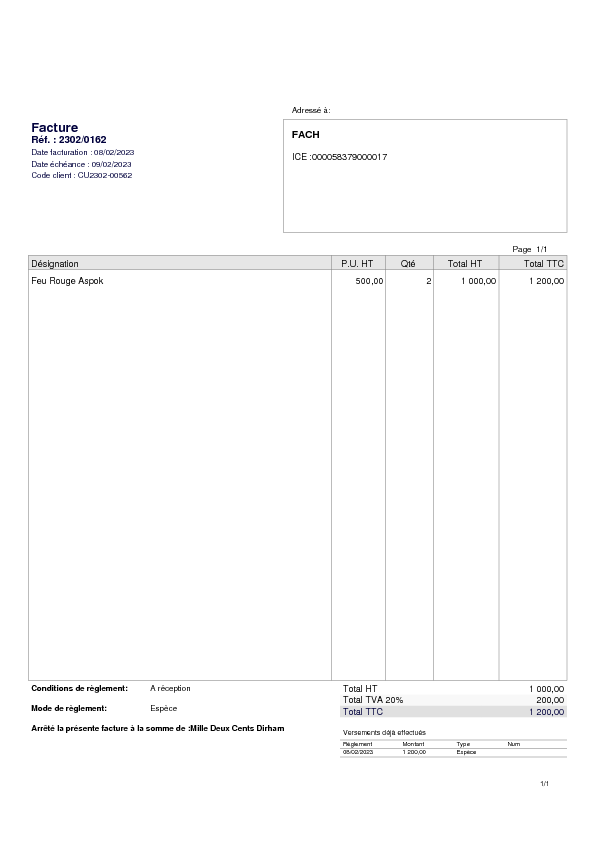 Adressé à:
Facture
Réf. : 2302/0162
Date facturation : 08/02/2023
Date échéance : 09/02/2023
Code client : CU2302-00562
FACH
ICE :000058379000017
Page 1/1
Désignation P.U. HT Qté Total HT Total TTC
Feu Rouge Aspok 500,00 2 1 000,00 1 200,00
Conditions de règlement: A réception
Mode de règlement: Espèce
Arrêté la présente facture à la somme de :Mille Deux Cents Dirham
Total HT 1 000,00
Total TVA 20% 200,00
Total TTC 1 200,00
Versements déjà effectués
Règlement Montant Type Num
08/02/2023 1 200,00 Espèce
1/1